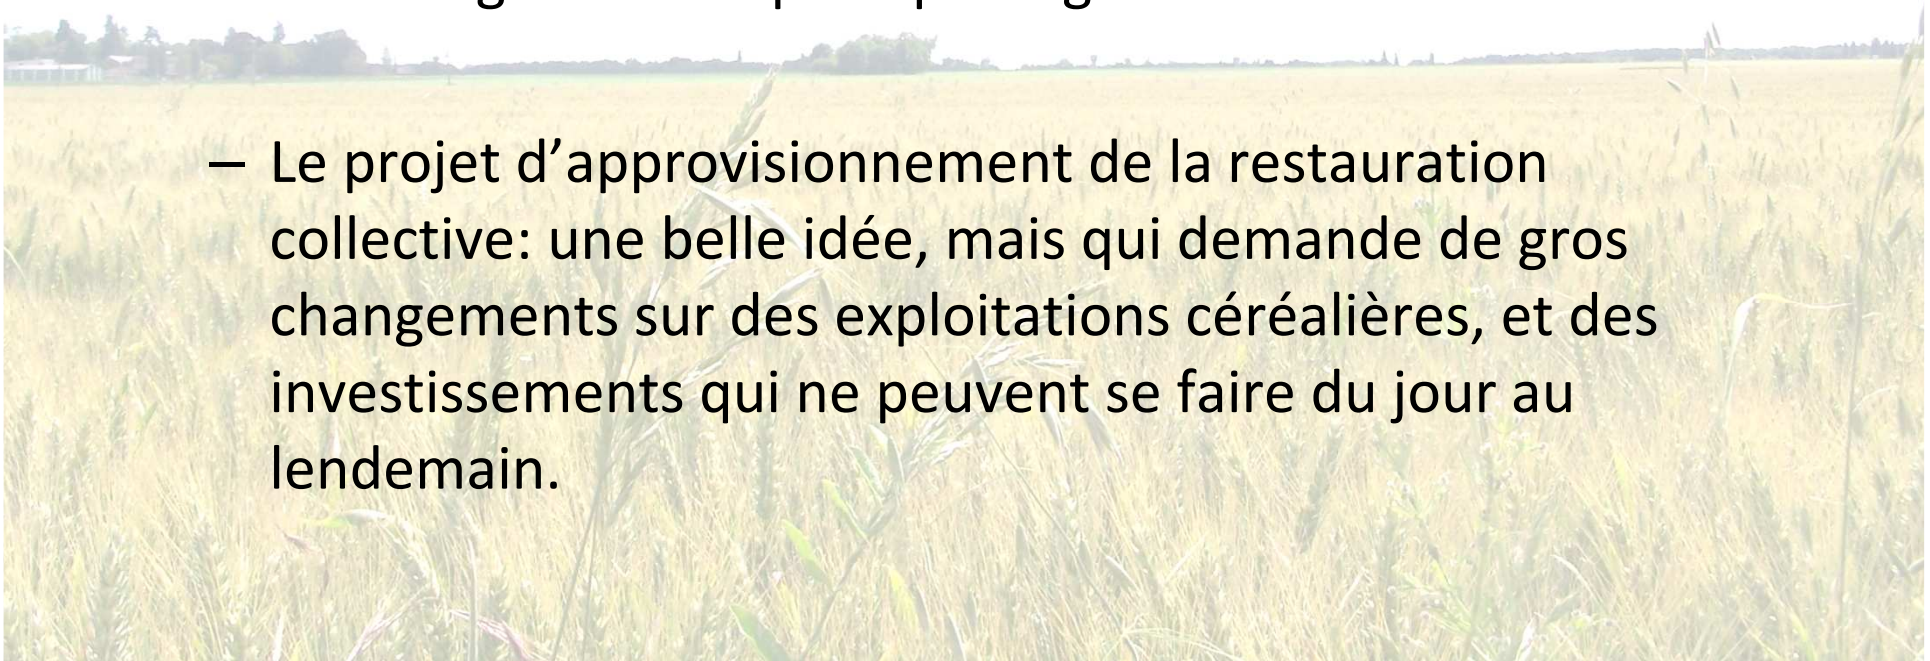 – Le projet d’approvisionnement de la restauration
collective: une belle idée, mais qui demande de gros
changements sur des exploitations céréalières, et des
investissements qui ne peuvent se faire du jour au
lendemain.